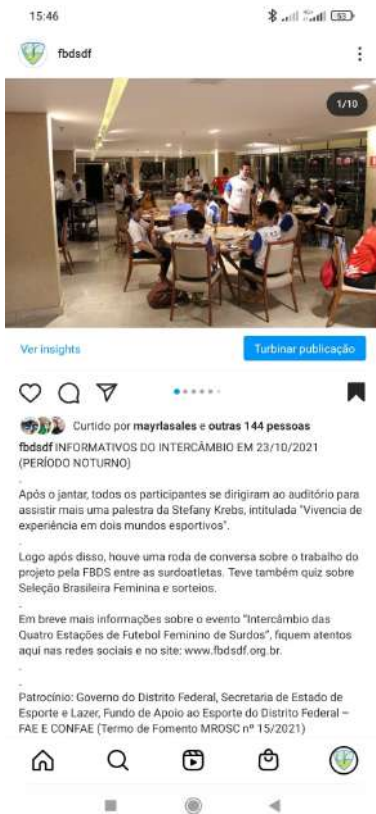 15:46
53
fbdsdf
1/10
Ver insights
Turbinar publicação
Curtido por mayrlasales e outras 144 pessoas
fbdsdf INFORMATIVOS DO INTERCÂMBIO EM 23/10/2021
(PERÍODO NOTURNO)
.
Após o jantar, todos os participantes se dirigiram ao auditório para
assistir mais uma palestra da Stefany Krebs, intitulada "Vivencia de
experiência em dois mundos esportivos".
.
Logo após disso, houve uma roda de conversa sobre o trabalho do
projeto pela FBDS entre as surdoatletas. Teve também quiz sobre
Seleção Brasileira Feminina e sorteios.
.
Em breve mais informações sobre o evento "Intercâmbio das
Quatro Estações de Futebol Feminino de Surdos", fiquem atentos
aqui nas redes sociais e no site: www.fbdsdf.org.br.
.
.
Patrocínio: Governo do Distrito Federal, Secretaria de Estado de
Esporte e Lazer, Fundo de Apoio ao Esporte do Distrito Federal –
FAE E CONFAE (Termo de Fomento MROSC nº 15/2021)